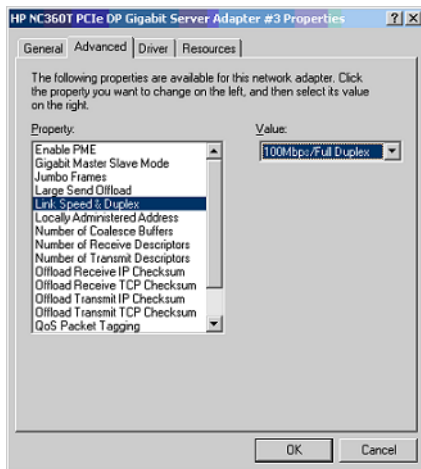 HP NC360T PCIe DP Gigabit Server Adapter #3 Properties
General Advanced Driver Resources
The following properties are available for this network adapter. Click
the property you want to change on the left, and then select its value
on the right.
Property:
Value:
Enable PME
100Mbps/Full Duplex
Gigabit Master Slave Mode
Jumbo Frames
Large Send Offload
Link Speed & Duplex
Locally Administered Address
Number of Coalesce Buffers
Number of Receive Descriptors
Number of Transmit Descriptors
Offload Receive IP Checksum
Offload Receive TCP Checksum
Offload Transmit IP Checksum
Offload Transmit TCP Checksum
QoS Packet Tagging
OK Cancel